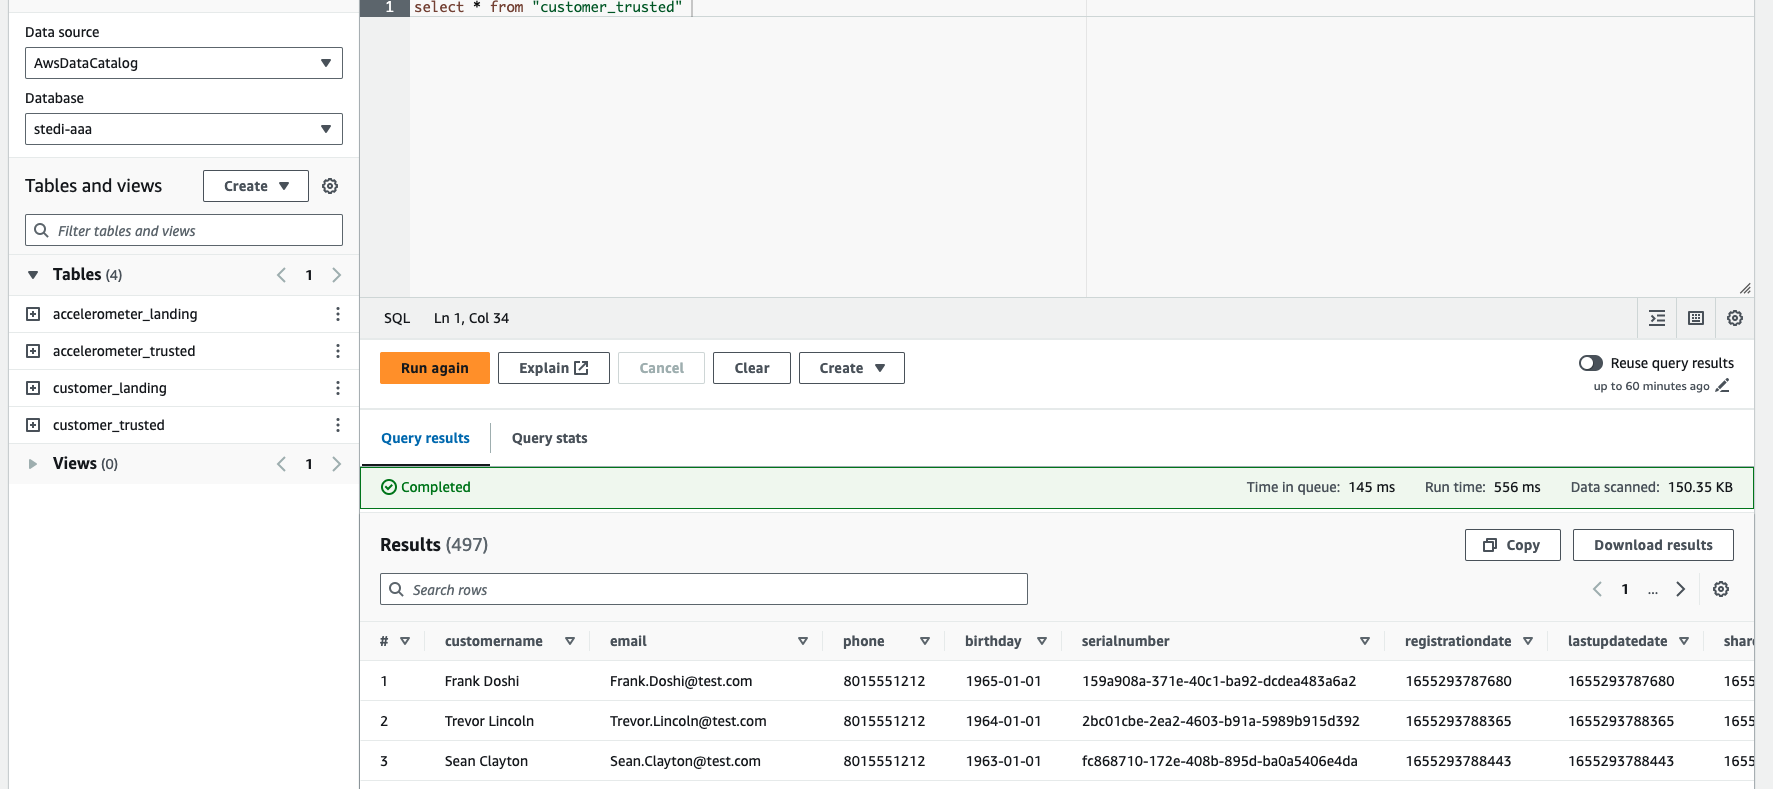 1 select * from "customer_trusted"
Data source
AwsDataCatalog
Database
stedi-aaa
Tables and views
Create
Filter tables and views
Tables (4)
1
accelerometer_landing
accelerometer_trusted
customer_landing
customer_trusted
Views (0)
1
SQL Ln 1, Col 34
Run again Explain Cancel Clear Create
Reuse query results
up to 60 minutes ago
Query results Query stats
Completed Time in queue: 145 ms Run time: 556 ms Data scanned: 150.35 KB
Results (497) Copy Download results
Search rows 1 ...
# customername email phone birthday serialnumber registrationdate lastupdatedate share
1 Frank Doshi Frank.Doshi@test.com 8015551212 1965-01-01 159a908a-371e-40c1-ba92-dcdea483a6a2 1655293787680 1655293787680 1655
2 Trevor Lincoln Trevor.Lincoln@test.com 8015551212 1964-01-01 2bc01cbe-2ea2-4603-b91a-5989b915d392 1655293788365 1655293788365 1655
3 Sean Clayton Sean.Clayton@test.com 8015551212 1963-01-01 fc868710-172e-408b-895d-ba0a5406e4da 1655293788443 1655293788443 1655